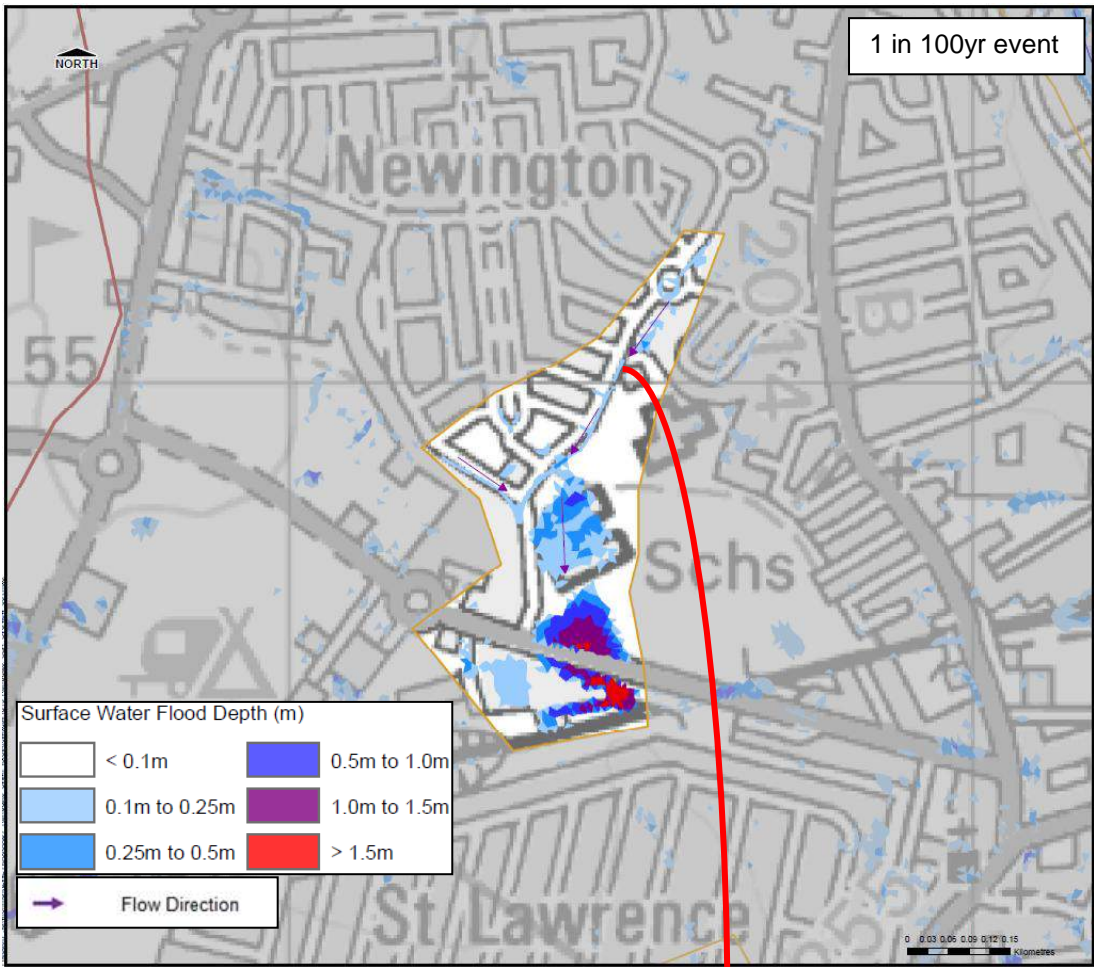 1 in 100yr event
NORTH
Newington
201·4
B
55
Schs
Surface Water Flood Depth (m)
< 0.1m
0.5m to 1.0m
0.1m to 0.25m
1.0m to 1.5m
0.25m to 0.5m
> 1.5m
Flow Direction
St Lawrence
0 0.03 0.06 0.09 0.12 0.15
Kilometres